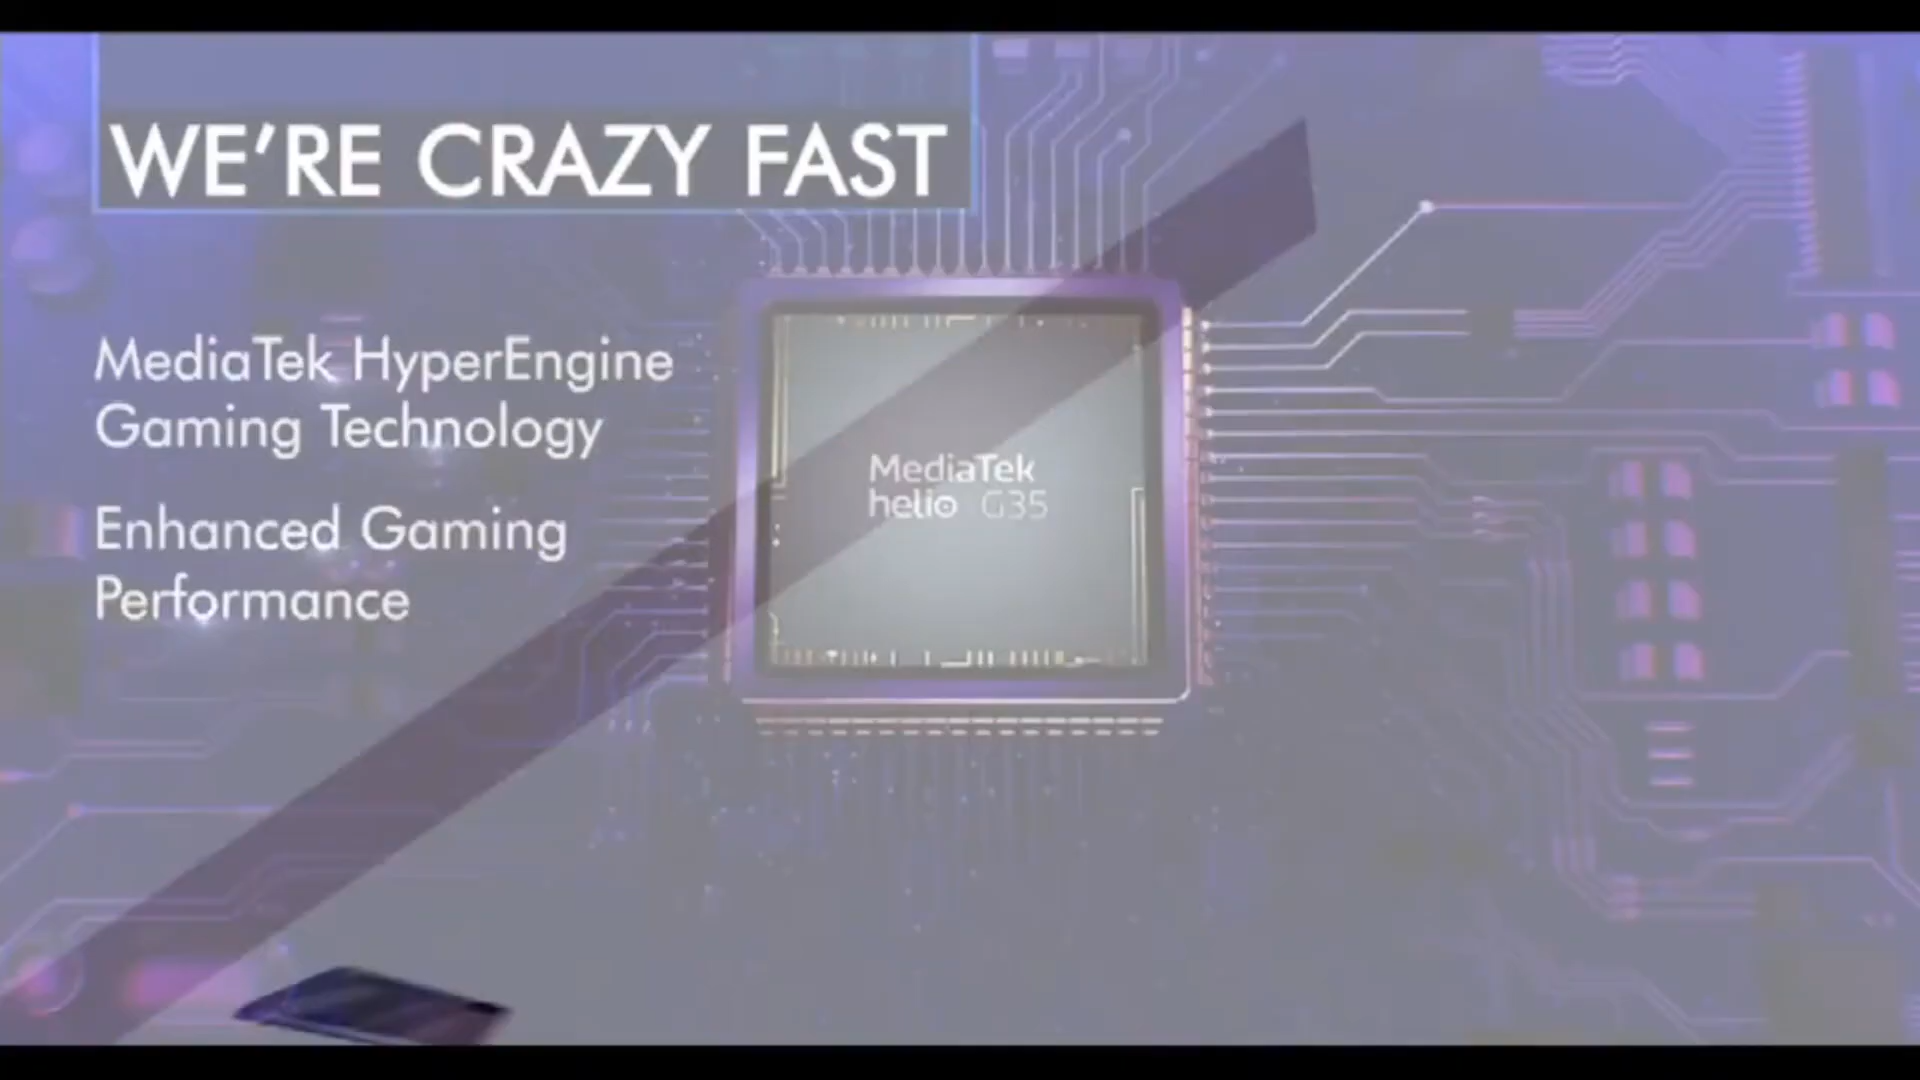 WE’RE CRAZY FAST
MediaTek HyperEngine
Gaming Technology
Enhanced Gaming
Performance
MediaTek
helio G35